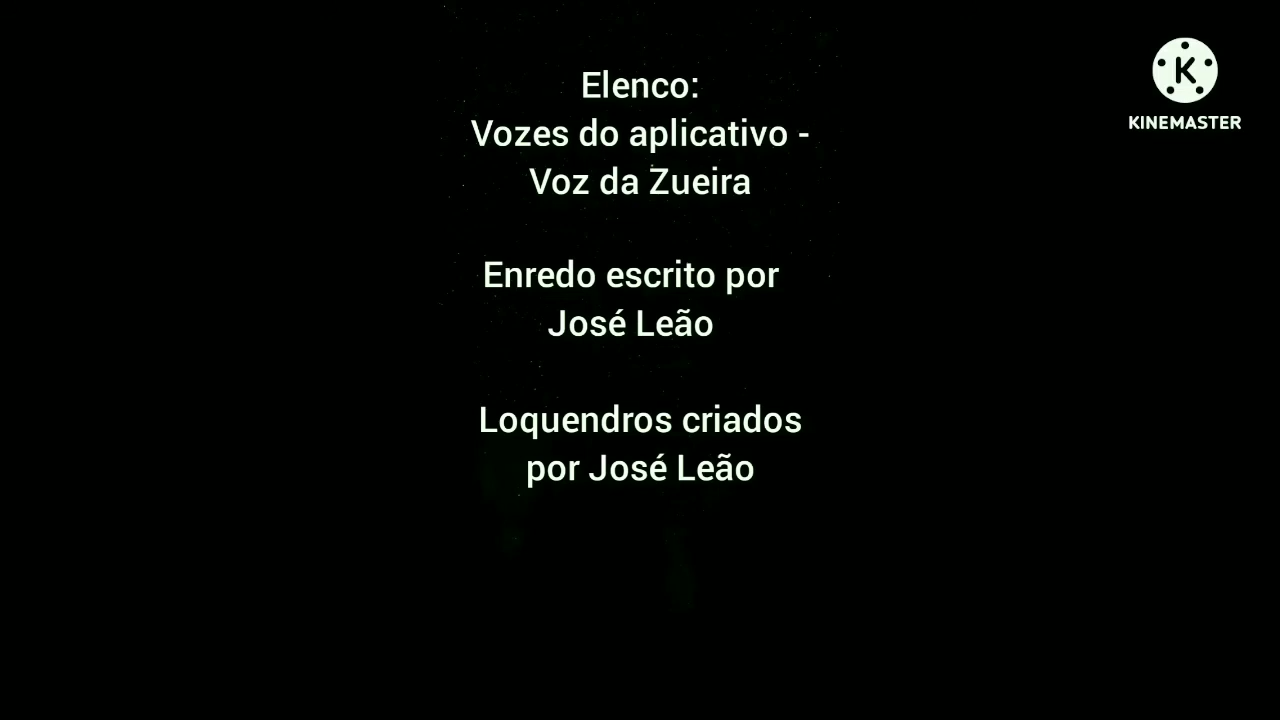 Elenco:
Vozes do aplicativo -
Voz da Zueira
Enredo escrito por
José Leão
Loquendros criados
por José Leão
K
KINEMASTER